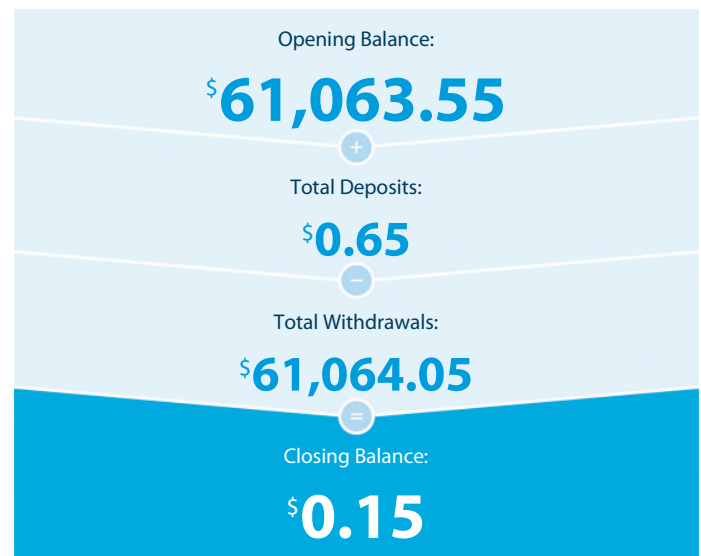 Opening Balance:
$61,063.55
+
Total Deposits:
$0.65
−
Total Withdrawals:
$61,064.05
=
Closing Balance:
$0.15